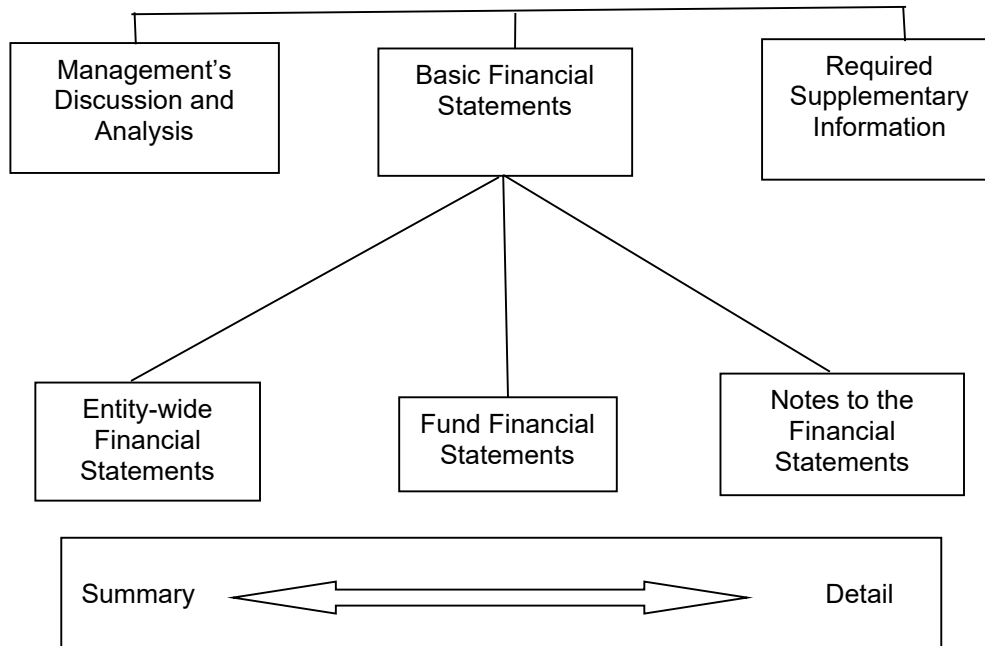 Management’s
Discussion and
Analysis
Basic Financial
Statements
Required
Supplementary
Information
Entity-wide
Financial
Statements
Fund Financial
Statements
Notes to the
Financial
Statements
Summary
Detail